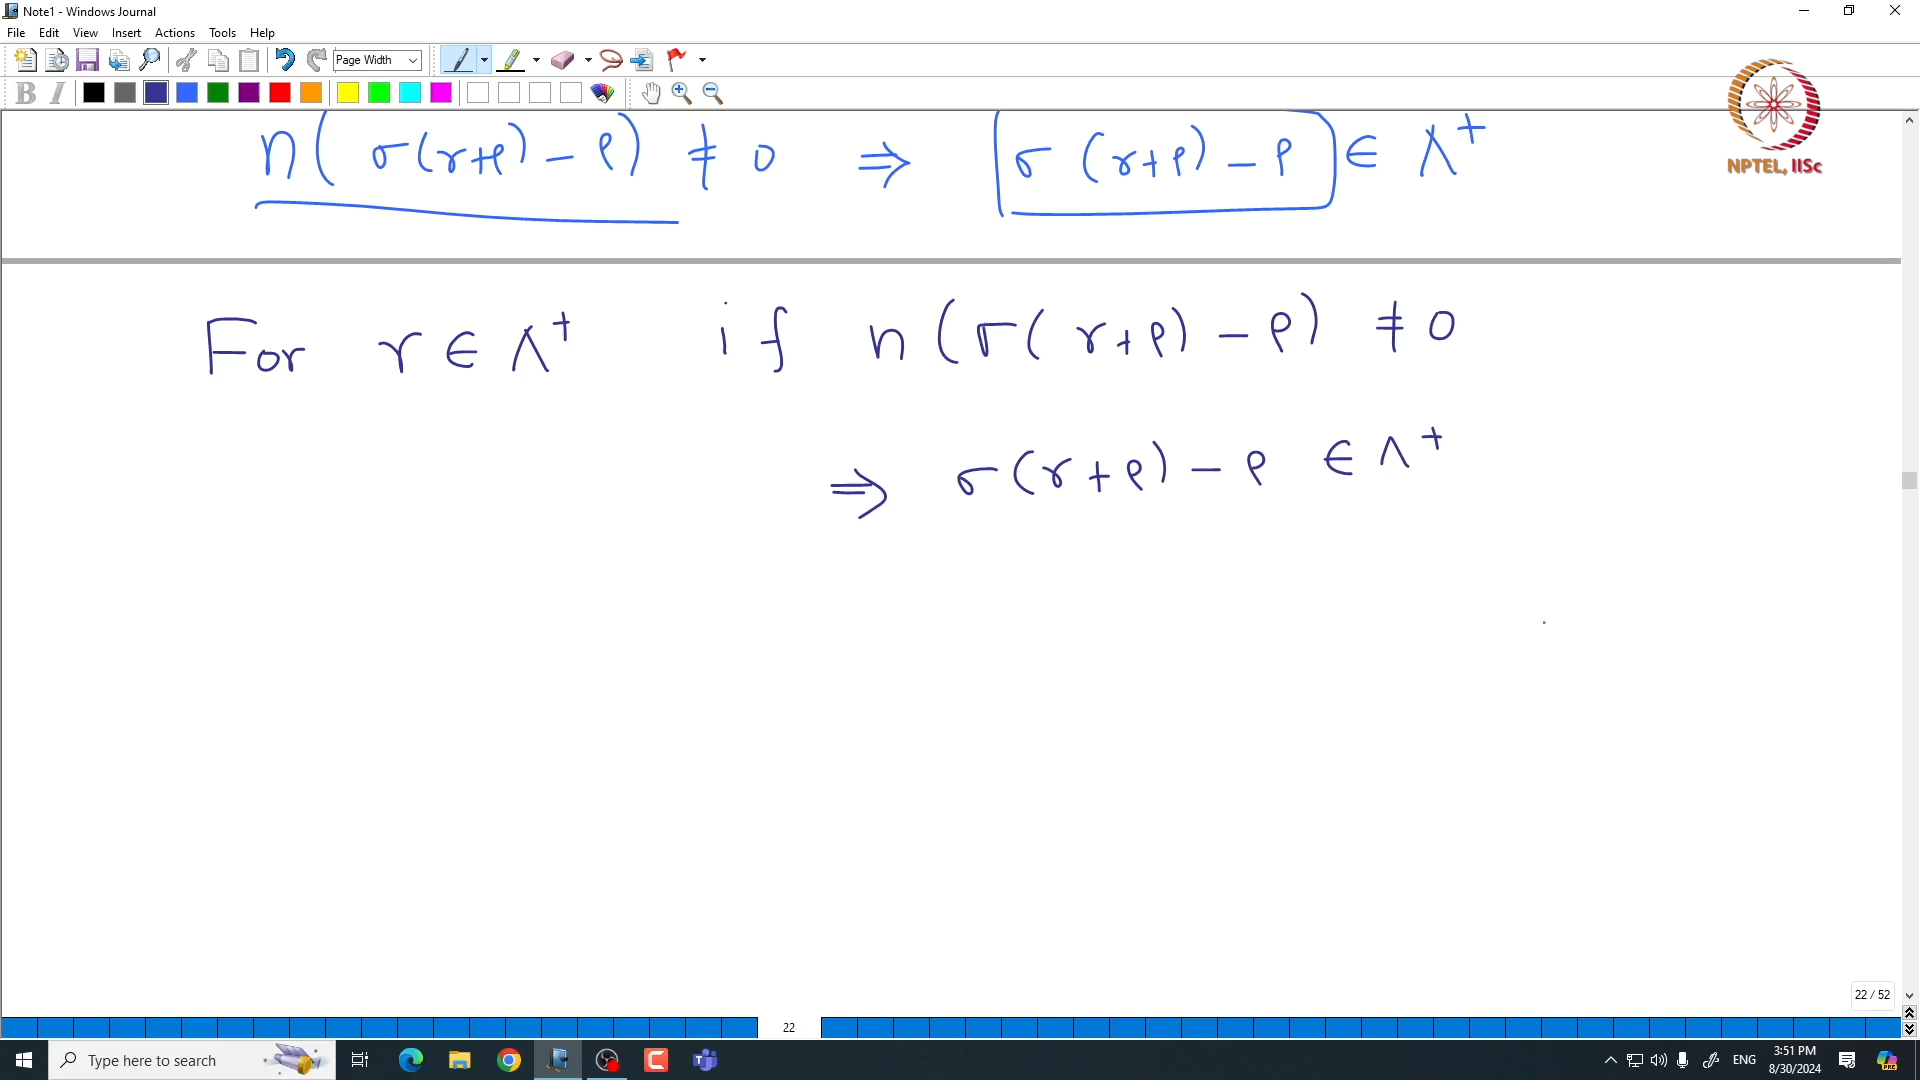 Note1 - Windows Journal
File Edit View Insert Actions Tools Help
Page Width
B I
NPTEL, IISc
n( σ(r+ρ) - ρ) ≠ 0 ⇒ σ (r+ρ) - ρ ∈ Λ⁺
For r ∈ Λ⁺ if n(σ(r+ρ) - ρ) ≠ 0
⇒ σ(r+ρ) - ρ ∈ Λ⁺
22 / 52
22
Type here to search
ENG
3:51 PM
8/30/2024